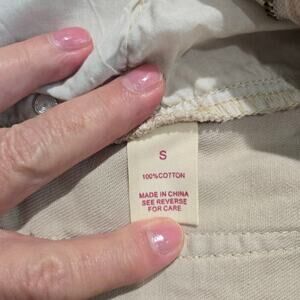 S
100%COTTON
MADE IN CHINA
SEE REVERSE
FOR CARE